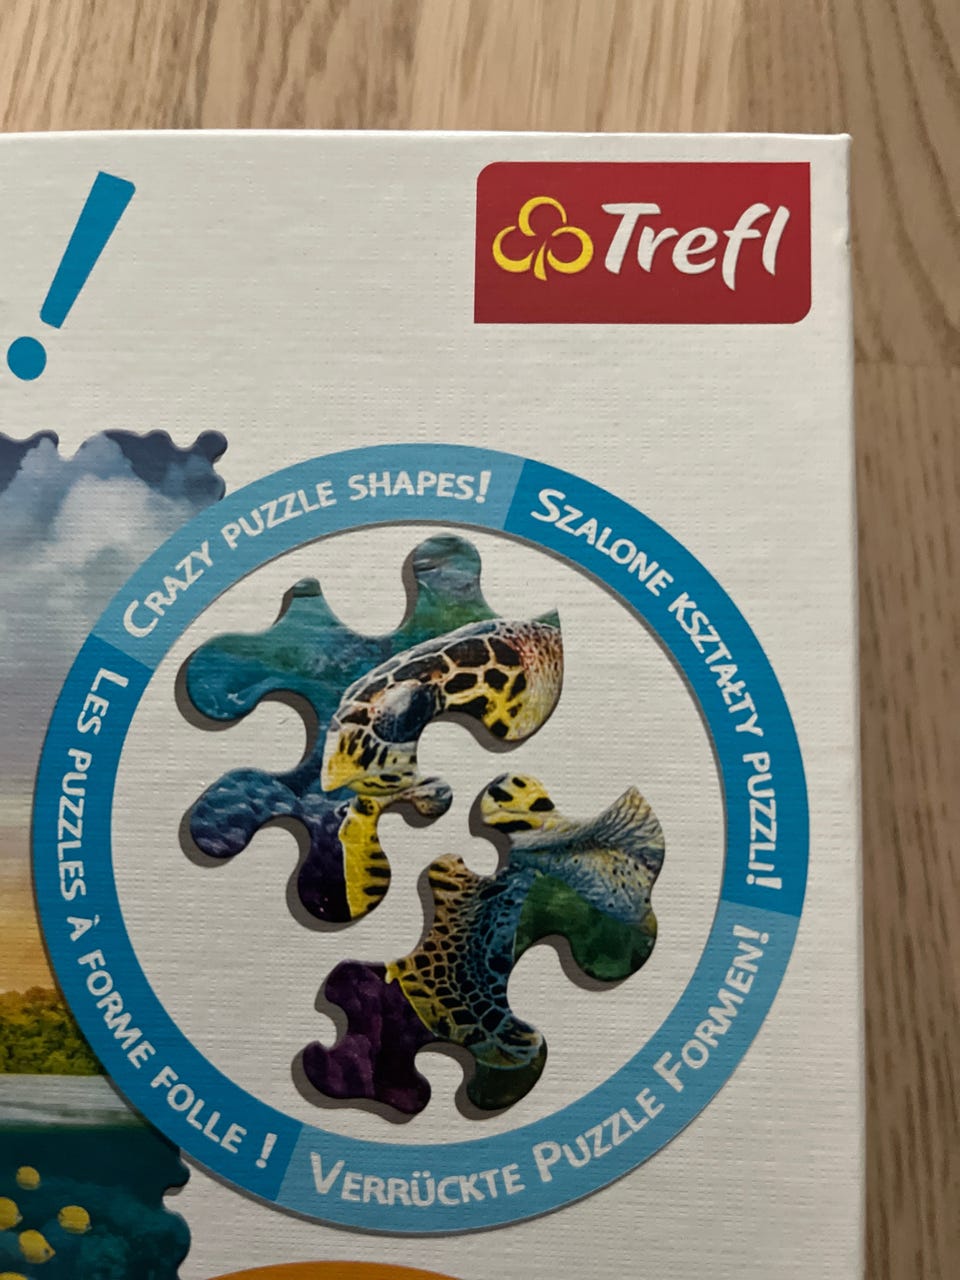 !
Trefl
Crazy puzzle shapes!
Szalone kształty puzzli!
Les puzzles à forme folle !
Verrückte Puzzle Formen!